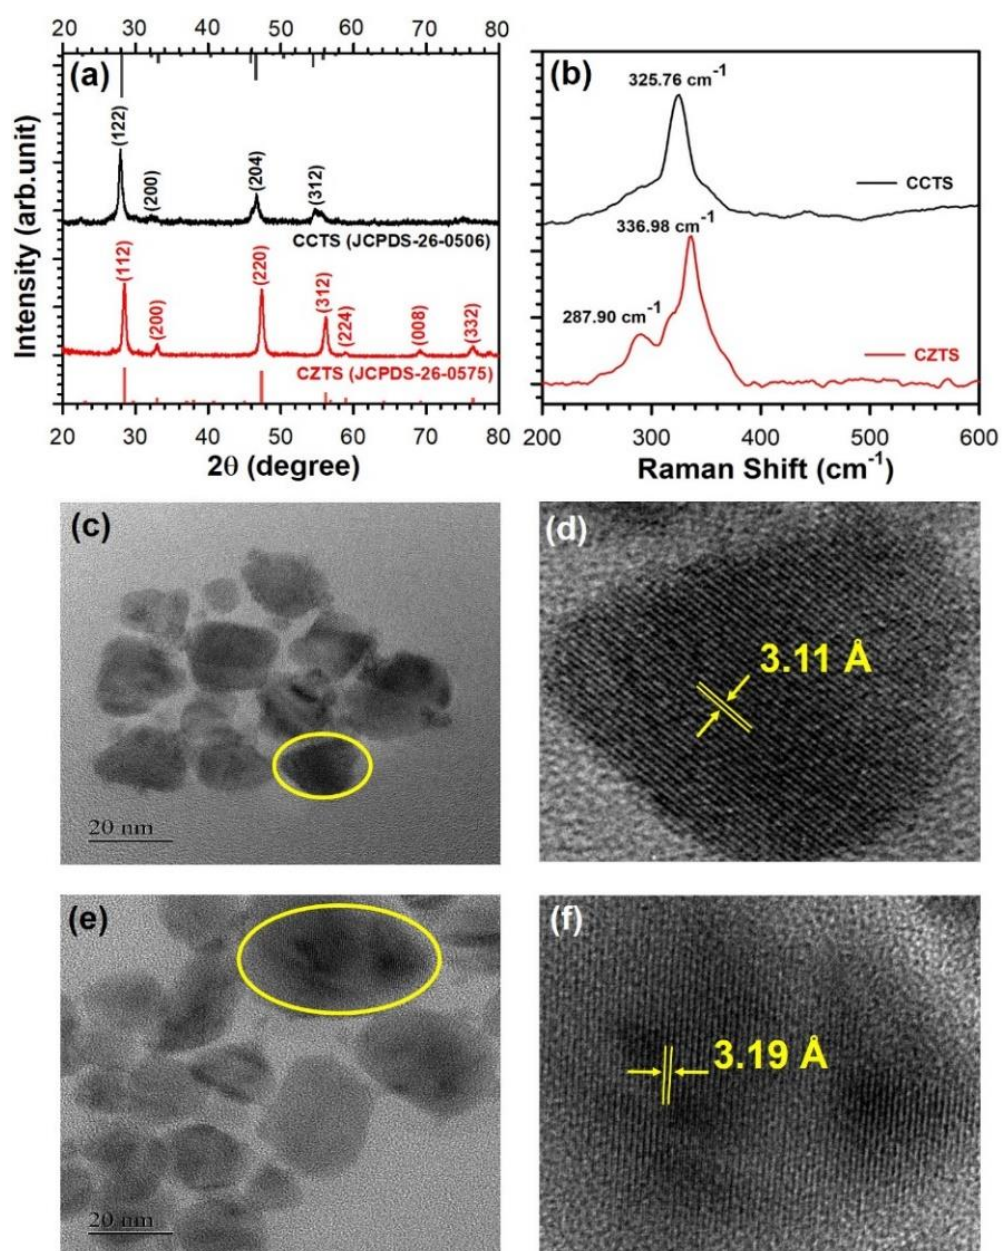 20 30 40 50 60 70 80
(a)
Intensity (arb.unit)
(122)
(200)
(204)
(312)
CCTS (JCPDS-26-0506)
(112)
(200)
(220)
(312)
(224)
(008)
(332)
CZTS (JCPDS-26-0575)
20 30 40 50 60 70 80
2θ (degree)
(b)
325.76 cm-1
CCTS
336.98 cm-1
287.90 cm-1
CZTS
200 300 400 500 600
Raman Shift (cm-1)
(c)
20 nm
(d)
3.11 Å
(e)
20 nm
(f)
3.19 Å